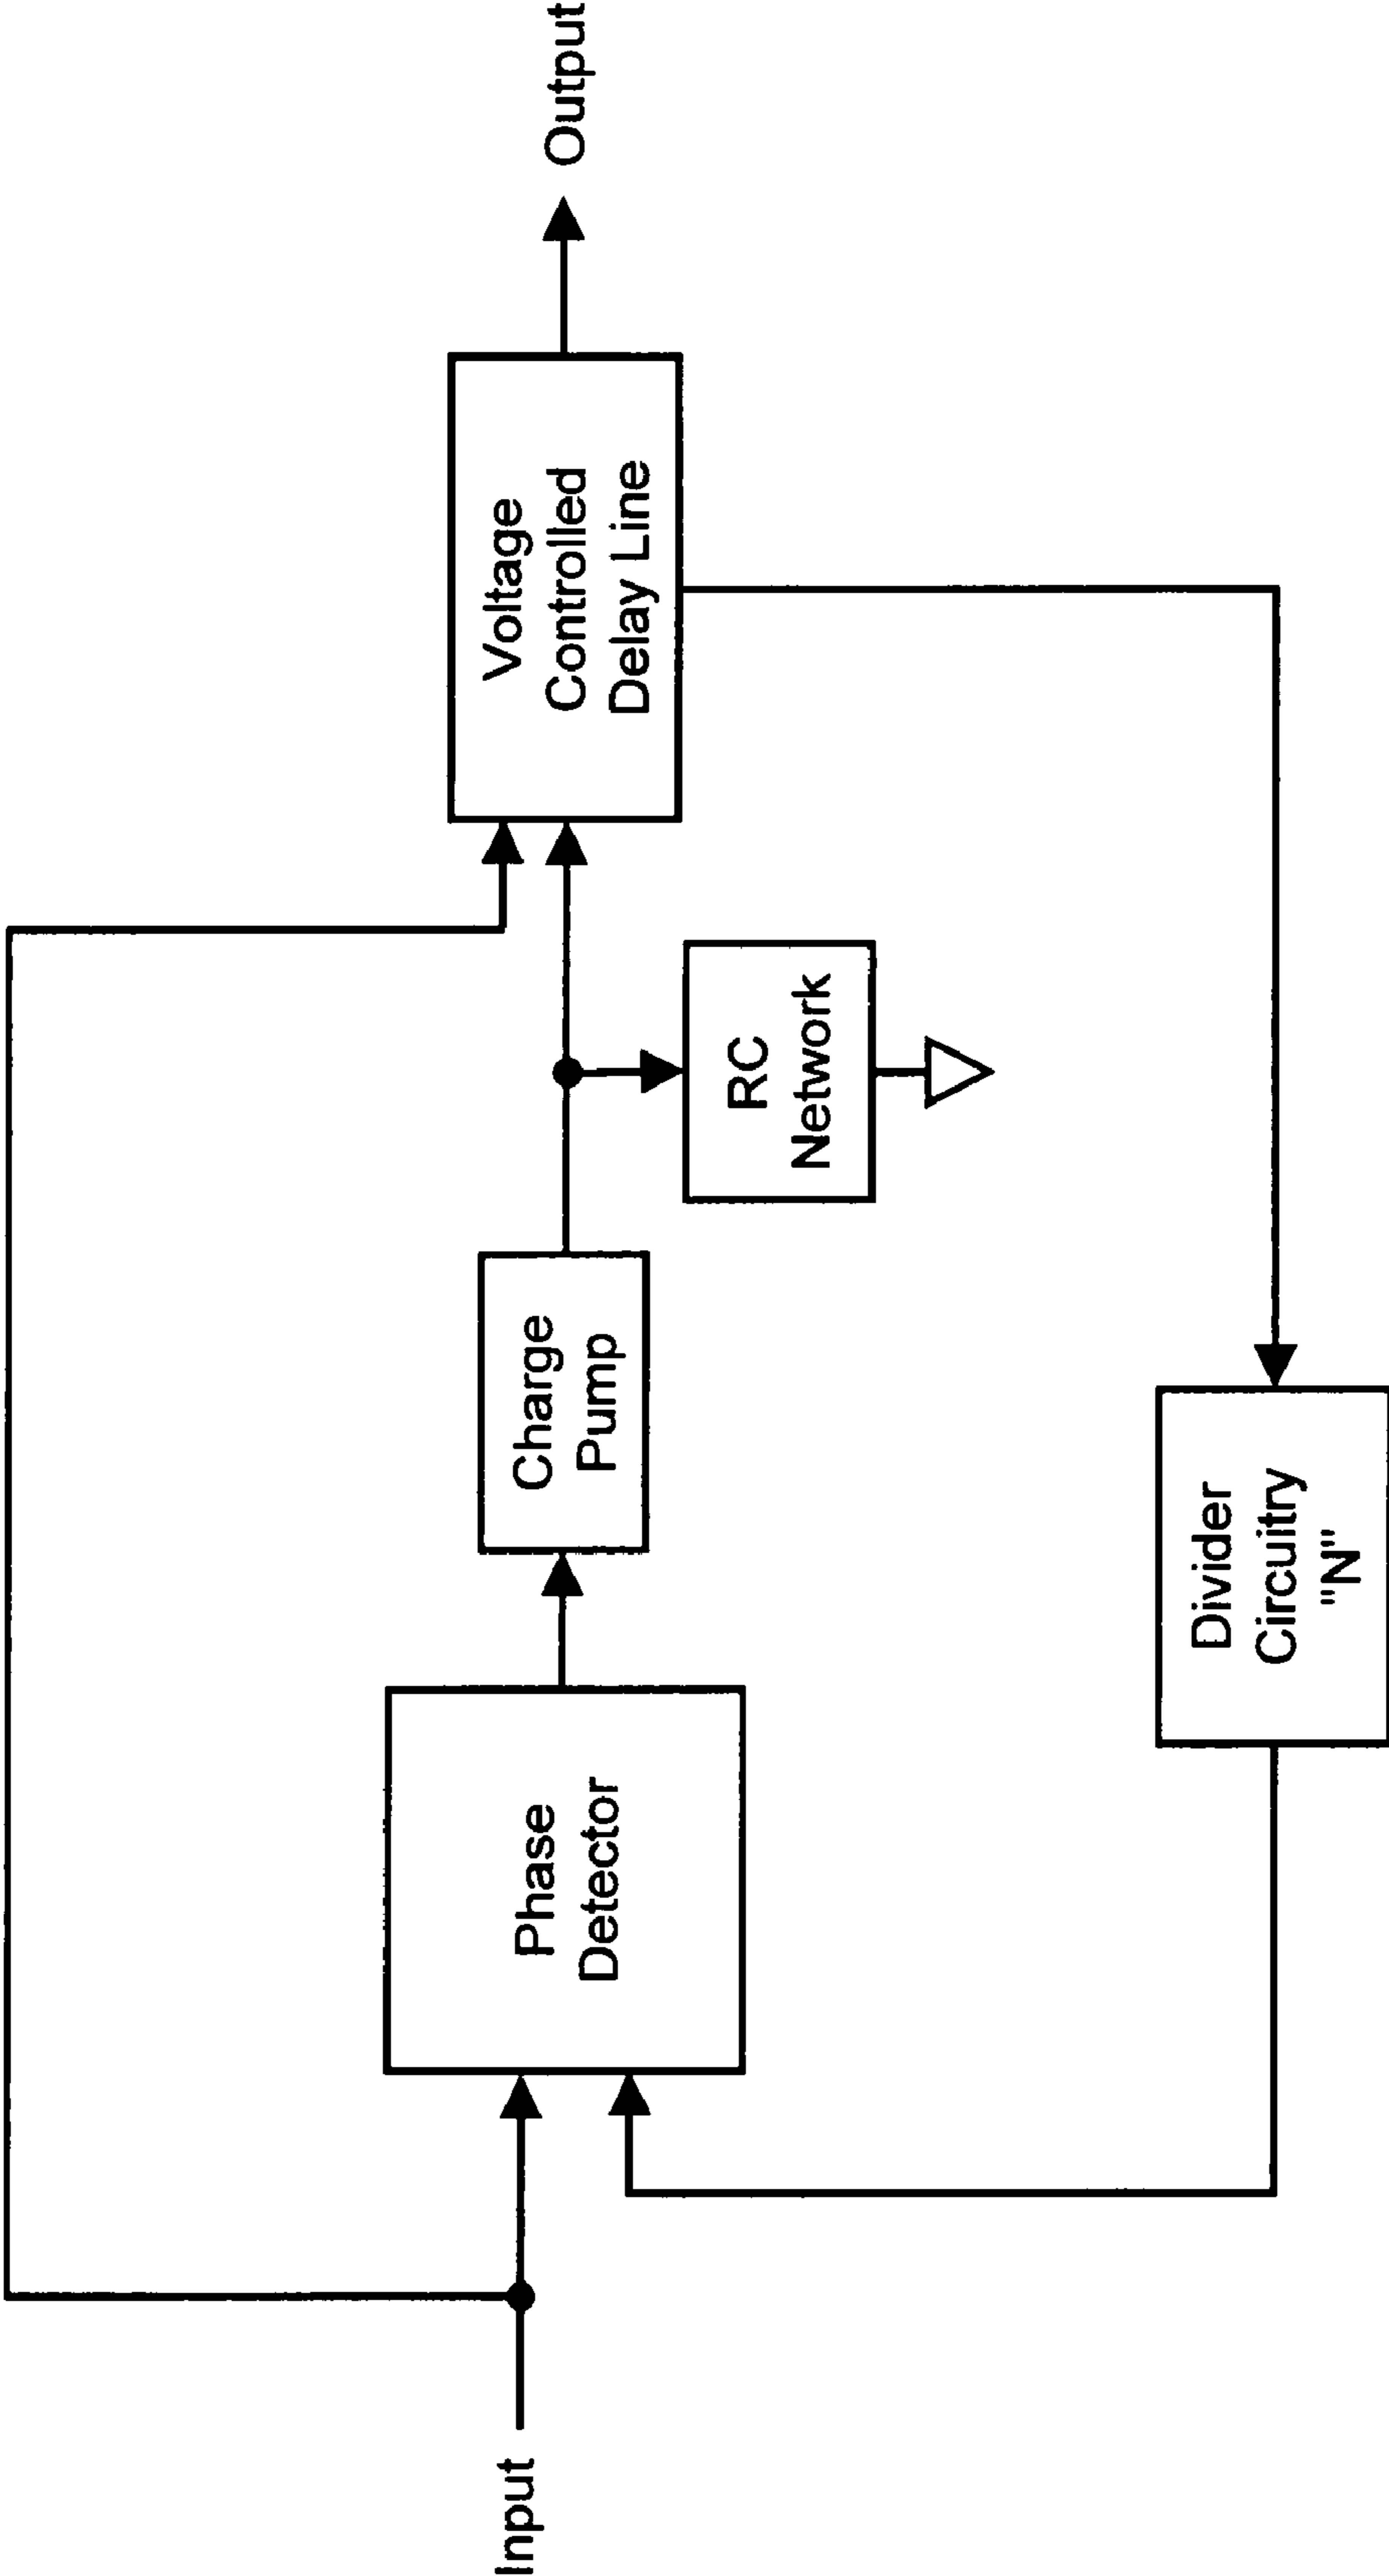 Input
Phase
Detector
Charge
Pump
RC
Network
Voltage
Controlled
Delay Line
Output
Divider
Circuitry
"N"